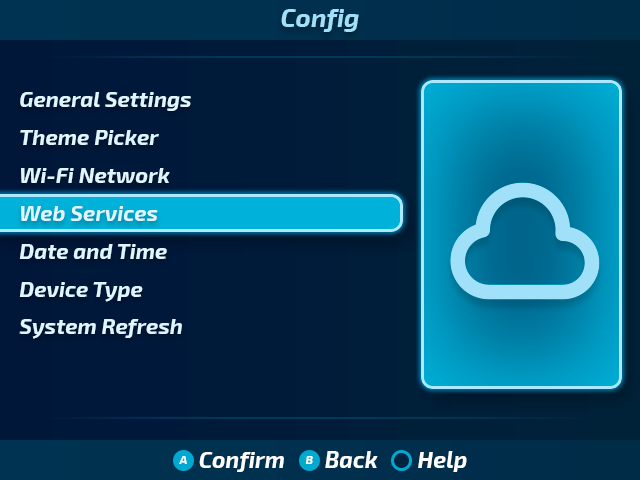 Config
General Settings
Theme Picker
Wi-Fi Network
Web Services
Date and Time
Device Type
System Refresh
A Confirm B Back Help